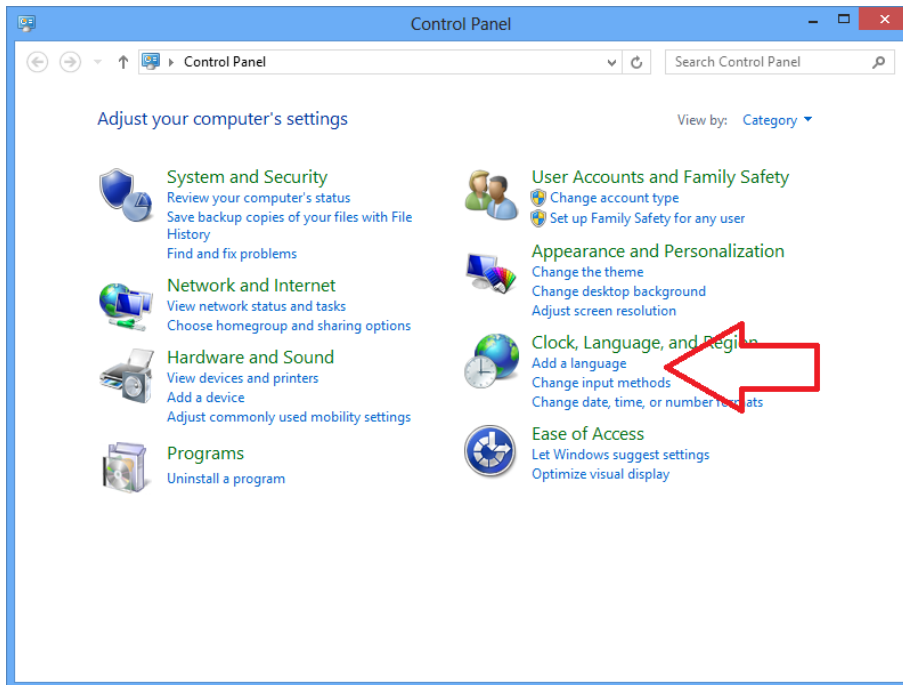 Control Panel
Control Panel
Search Control Panel
Adjust your computer's settings
View by: Category
System and Security
Review your computer's status
Save backup copies of your files with File
History
Find and fix problems
Network and Internet
View network status and tasks
Choose homegroup and sharing options
Hardware and Sound
View devices and printers
Add a device
Adjust commonly used mobility settings
Programs
Uninstall a program
User Accounts and Family Safety
Change account type
Set up Family Safety for any user
Appearance and Personalization
Change the theme
Change desktop background
Adjust screen resolution
Clock, Language, and Region
Add a language
Change input methods
Change date, time, or number formats
Ease of Access
Let Windows suggest settings
Optimize visual display